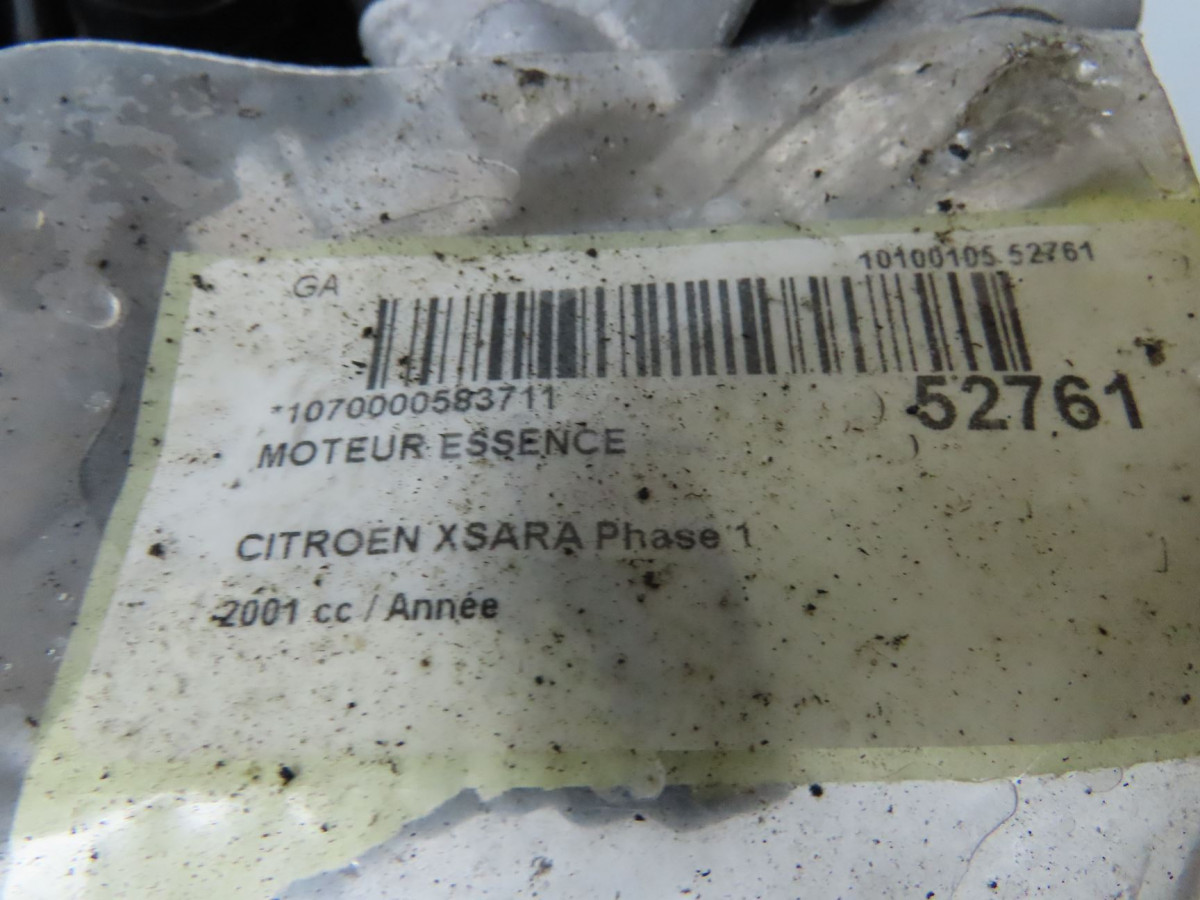 GA
10100105 52761
*1070000583711
52761
MOTEUR ESSENCE
CITROEN XSARA Phase 1
2001 cc / Année